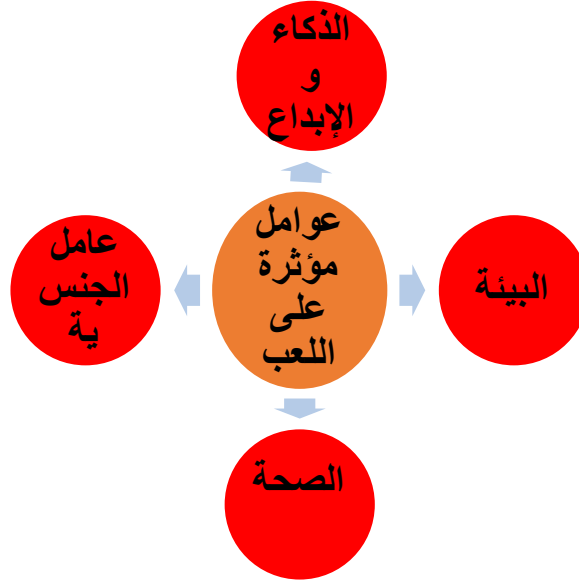 الذكاء
و
الإبداع
عوامل
مؤثرة
على
اللعب
البيئة
عامل
الجنس
ية
الصحة